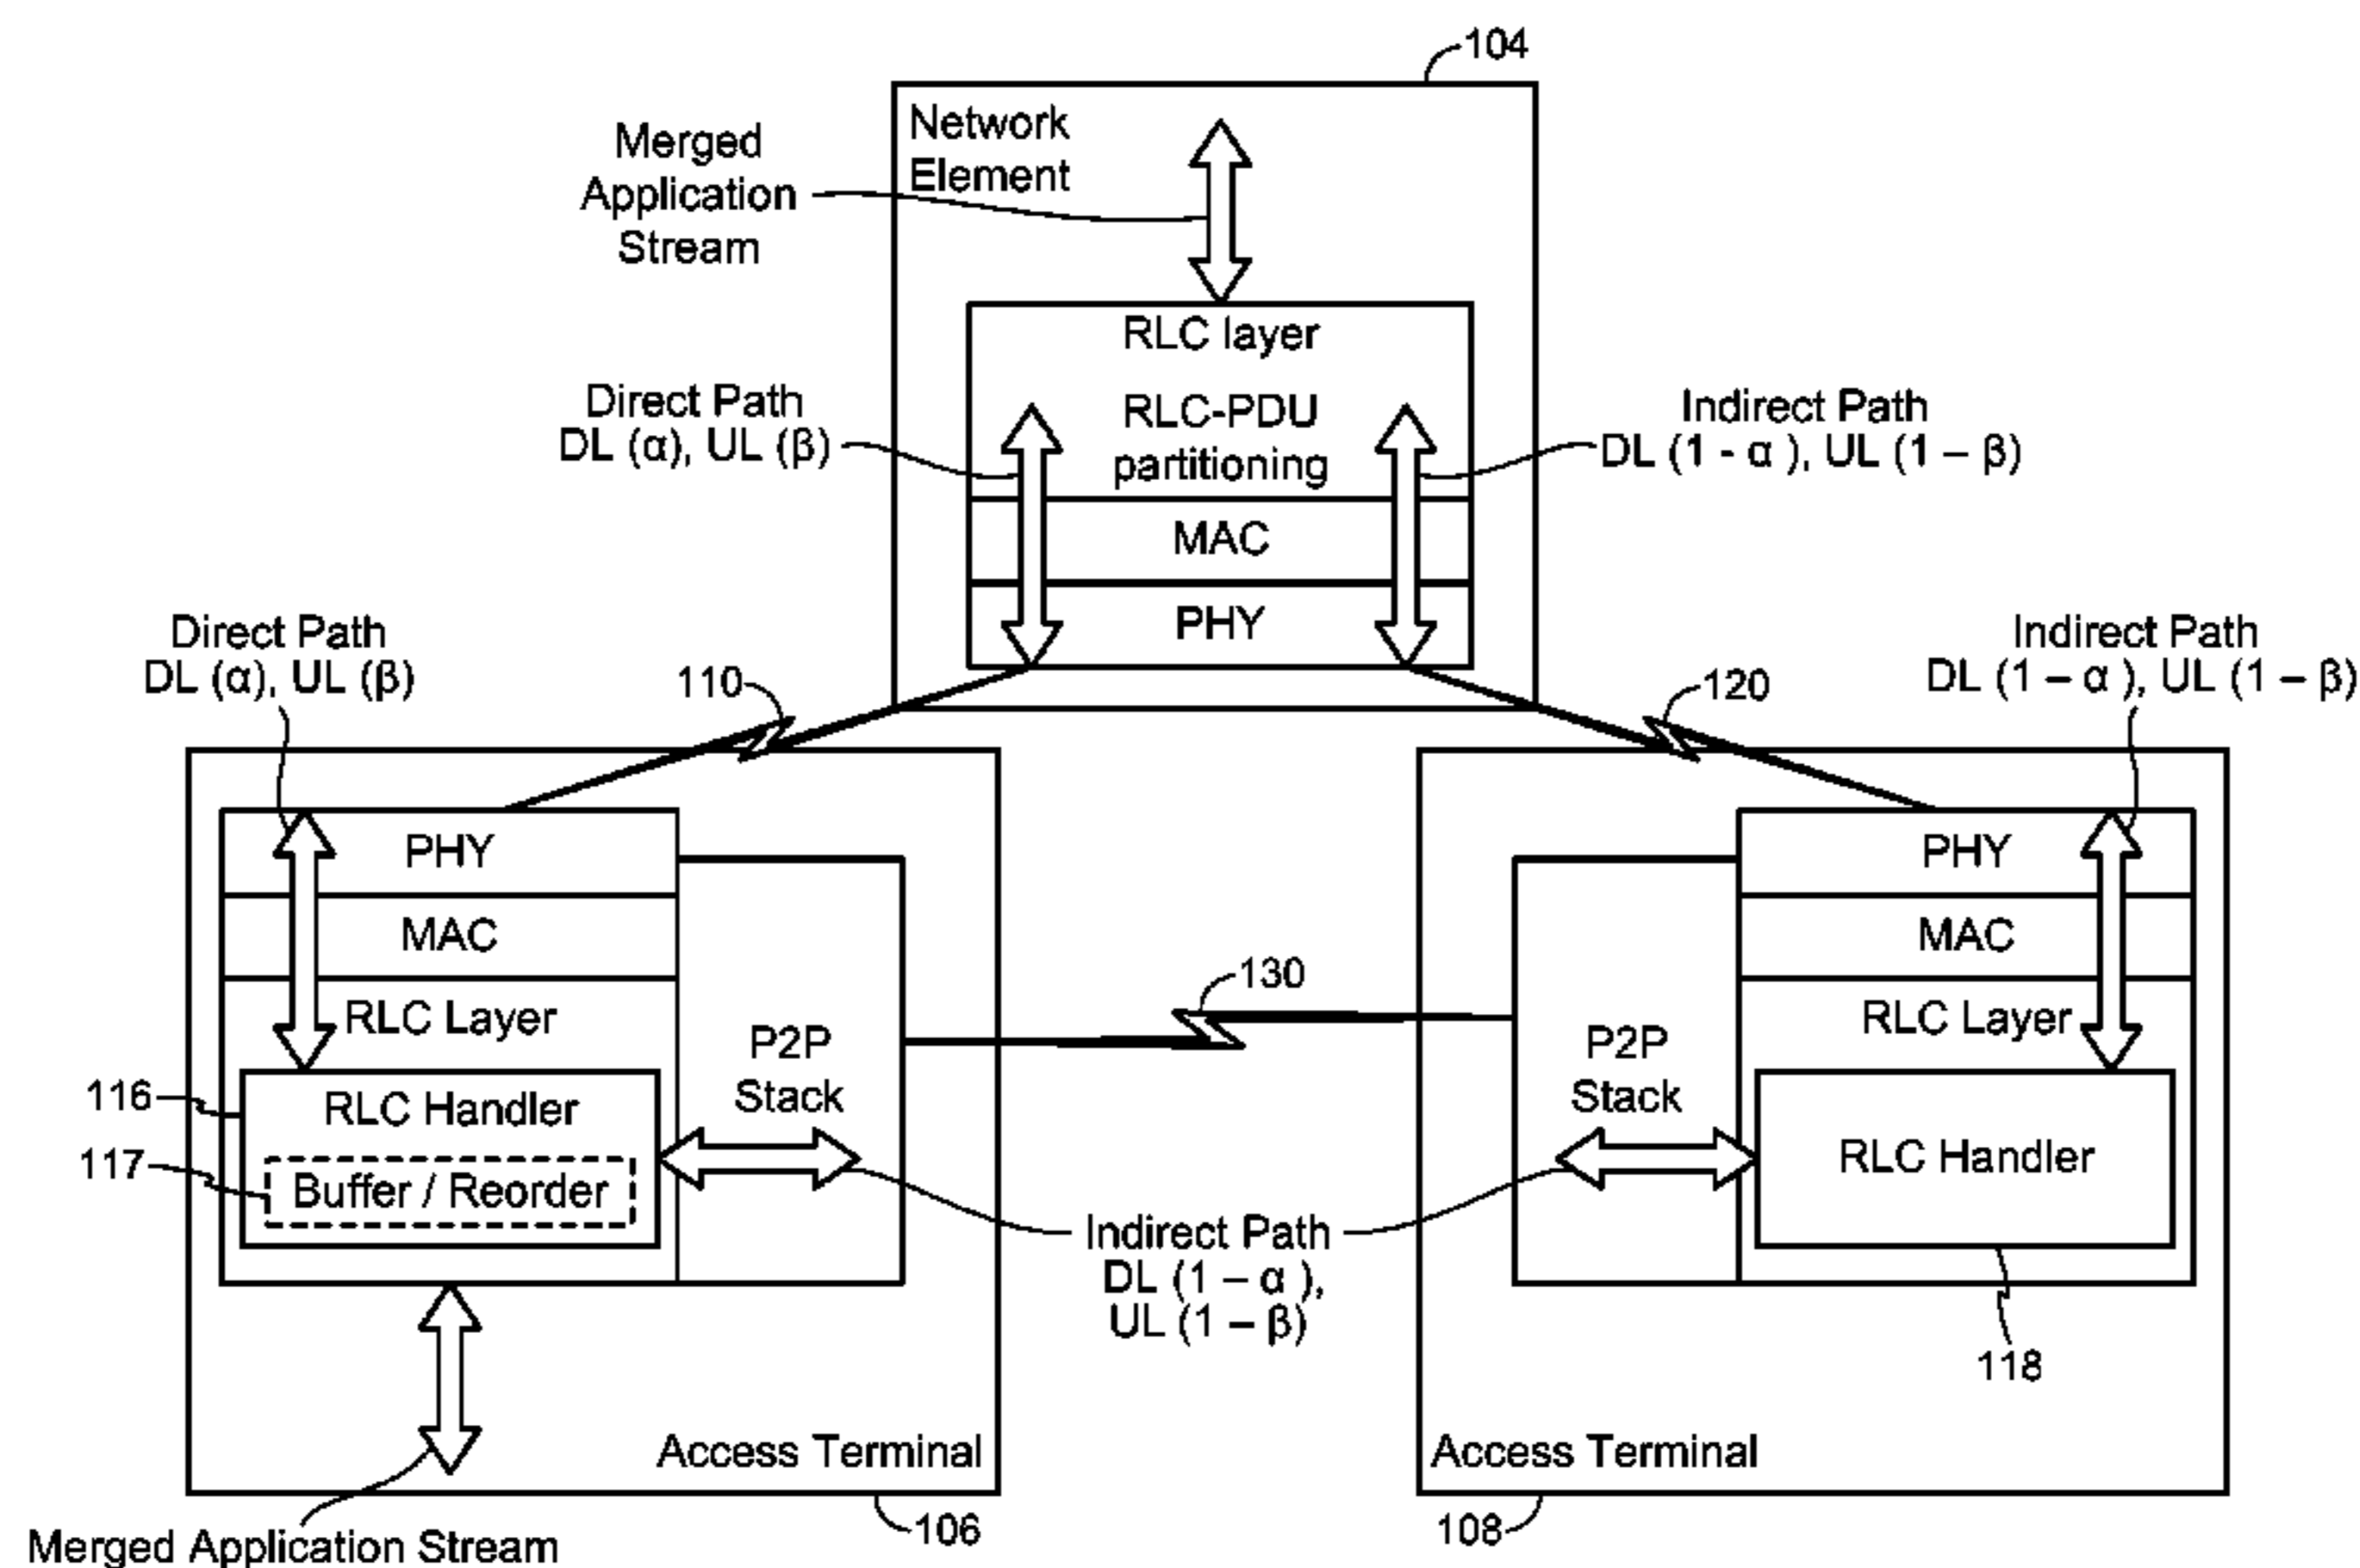 104
Network
Element
Merged
Application
Stream
RLC layer
RLC-PDU
partitioning
MAC
PHY
Direct Path
DL (α), UL (β)
Indirect Path
DL (1 - α ), UL (1 – β)
Direct Path
DL (α), UL (β)
110
120
Indirect Path
DL (1 – α ), UL (1 – β)
PHY
MAC
RLC Layer
116
RLC Handler
117
Buffer / Reorder
P2P
Stack
130
P2P
Stack
PHY
MAC
RLC Layer
RLC Handler
Indirect Path
DL (1 – α ),
UL (1 – β)
118
Access Terminal
Access Terminal
106
108
Merged Application Stream